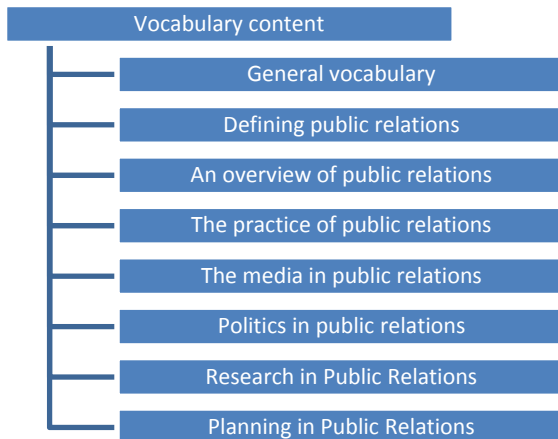 Vocabulary content
General vocabulary
Defining public relations
An overview of public relations
The practice of public relations
The media in public relations
Politics in public relations
Research in Public Relations
Planning in Public Relations